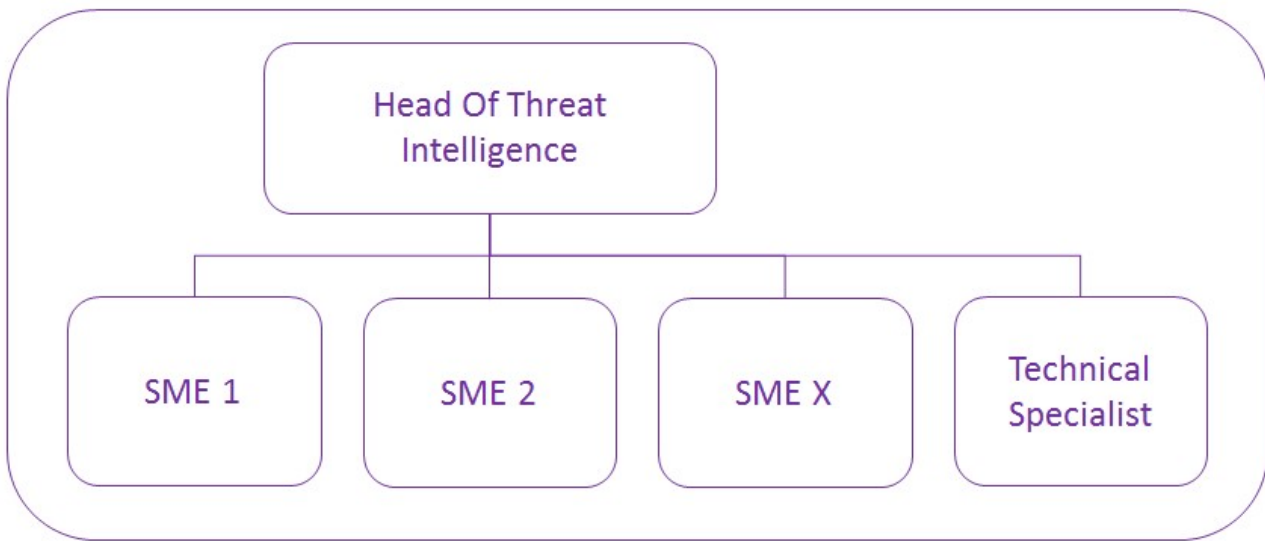 Head Of Threat
Intelligence
SME 1
SME 2
SME X
Technical
Specialist